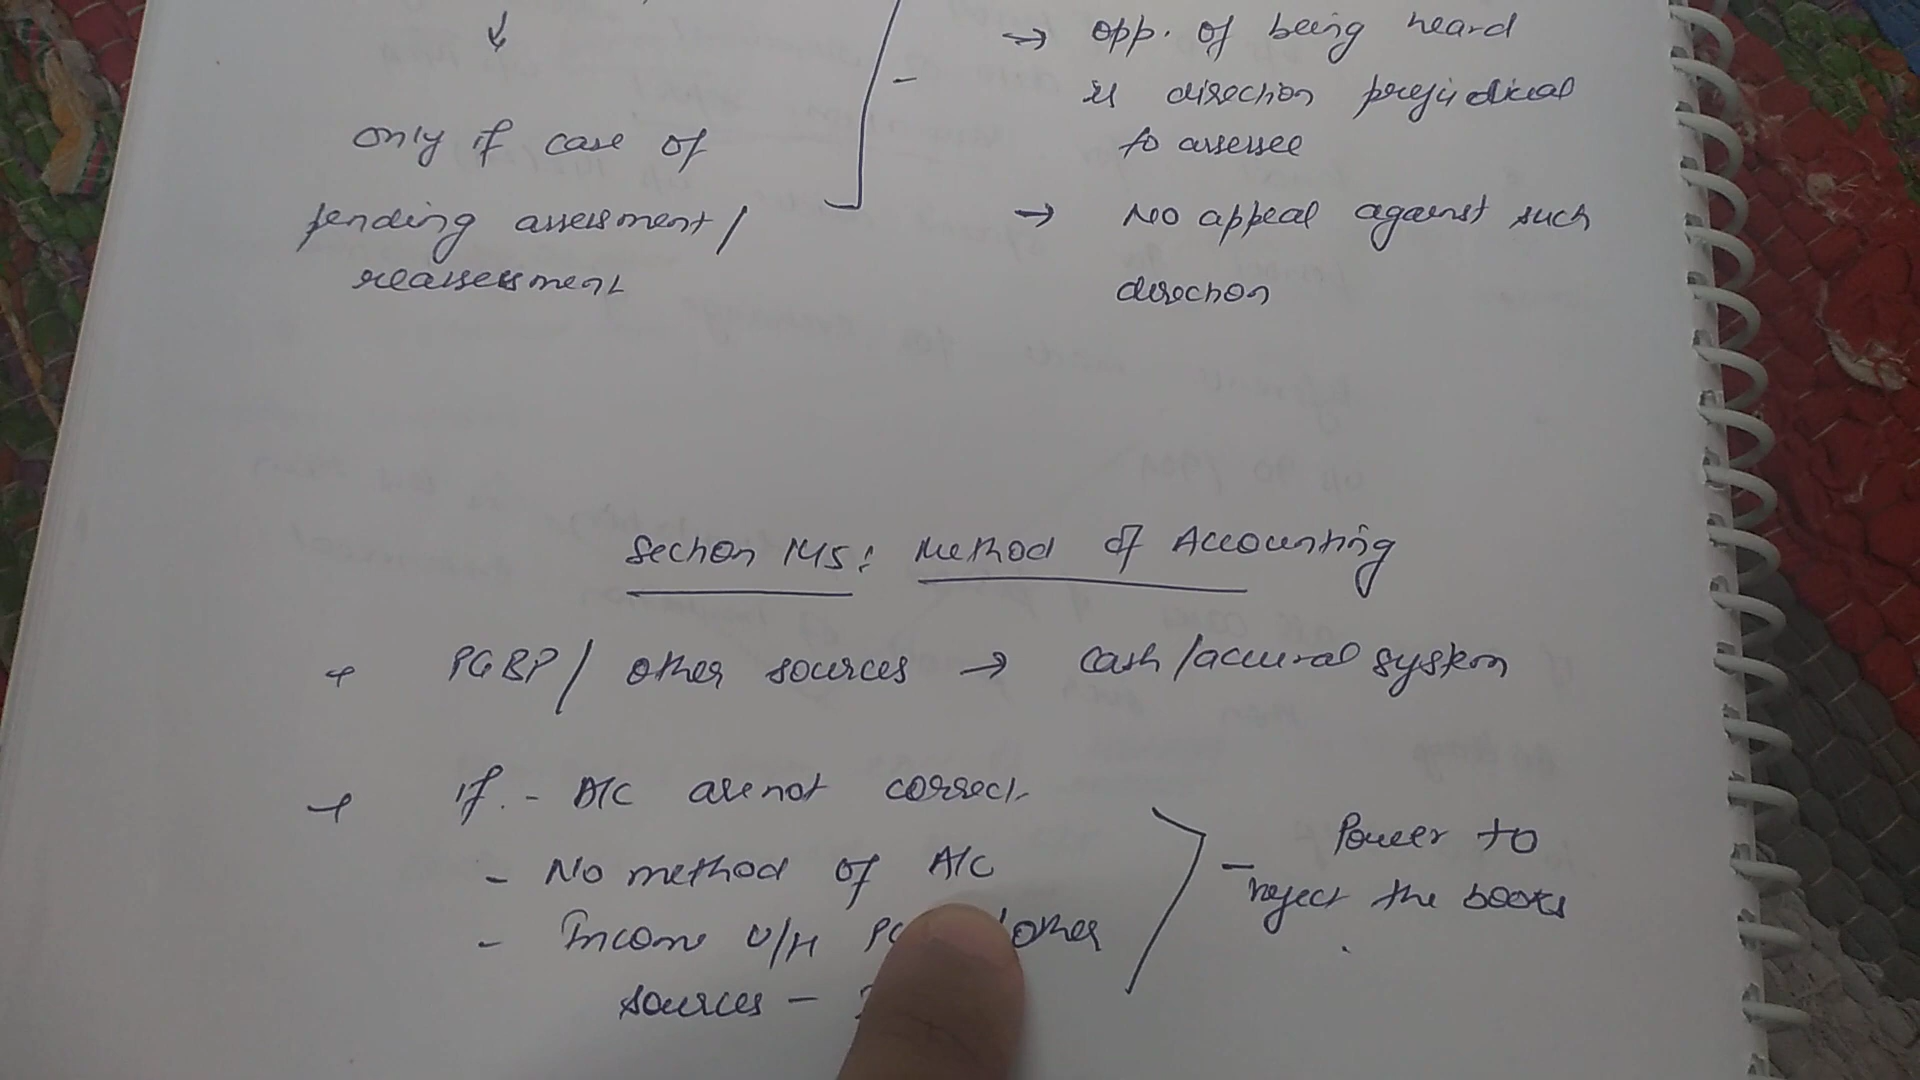 ↓
only if case of
pending assessment /
reassessment
-
→ opp. of being heard
if direction prejudicial
to assessee
→ No appeal against such
direction
Section 145: Method of Accounting
→ PGBP / other sources → cash / accural system
→ if. - A/c are not correct
- No method of A/C
- Income U/H other
sources -
- Power to
reject the books